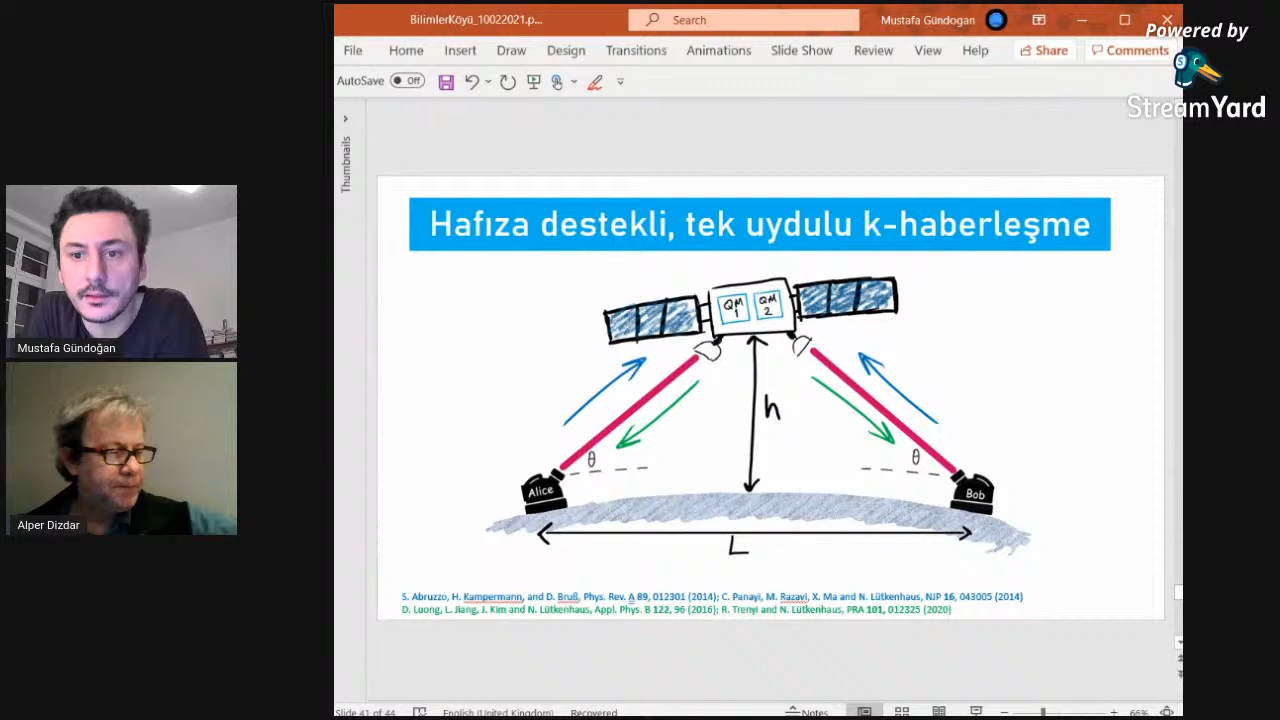 BilimlerKöyü_10022021.p...
Search
Mustafa Gündogan
Powered by
StreamYard
File Home Insert Draw Design Transitions Animations Slide Show Review View Help Share Comments
AutoSave Off
Thumbnails
Hafıza destekli, tek uydulu k-haberleşme
QM 1
QM 2
h
θ
θ
Alice
Bob
L
S. Abruzzo, H. Kampermann, and D. Bruß, Phys. Rev. A 89, 012301 (2014); C. Panayi, M. Razavi, X. Ma and N. Lütkenhaus, NJP 16, 043005 (2014)
D. Luong, L. Jiang, J. Kim and N. Lütkenhaus, Appl. Phys. B 122, 96 (2016); R. Trenyi and N. Lütkenhaus, PRA 101, 012325 (2020)
Mustafa Gündoğan
Alper Dizdar
Slide 41 of 44 English (United Kingdom) Recovered Notes 66%